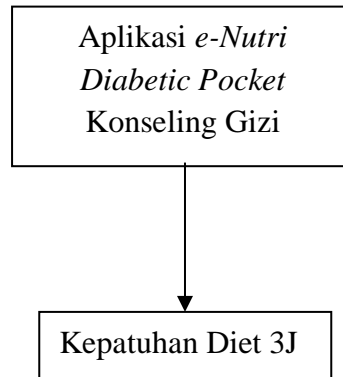 Aplikasi e-Nutri
Diabetic Pocket
Konseling Gizi
Kepatuhan Diet 3J